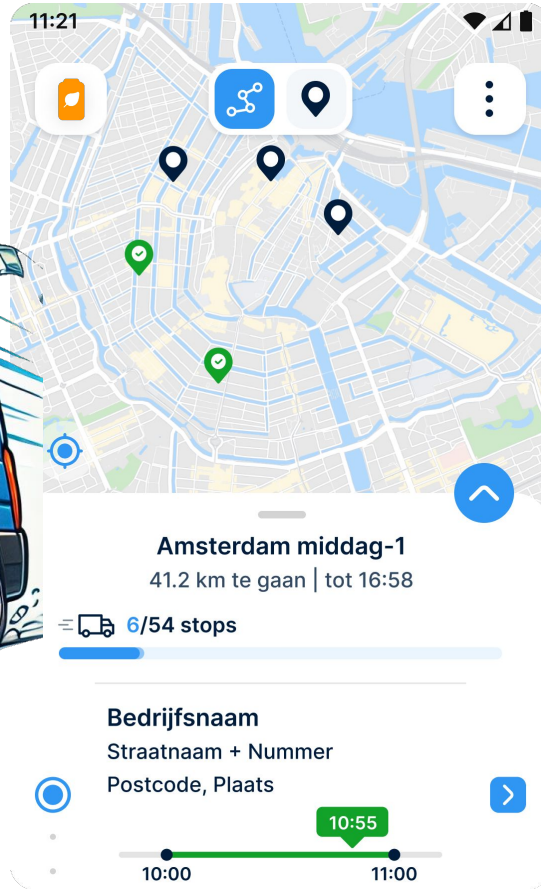 11:21
Amsterdam middag-1
41.2 km te gaan | tot 16:58
6/54 stops
Bedrijfsnaam
Straatnaam + Nummer
Postcode, Plaats
10:55
10:00 11:00